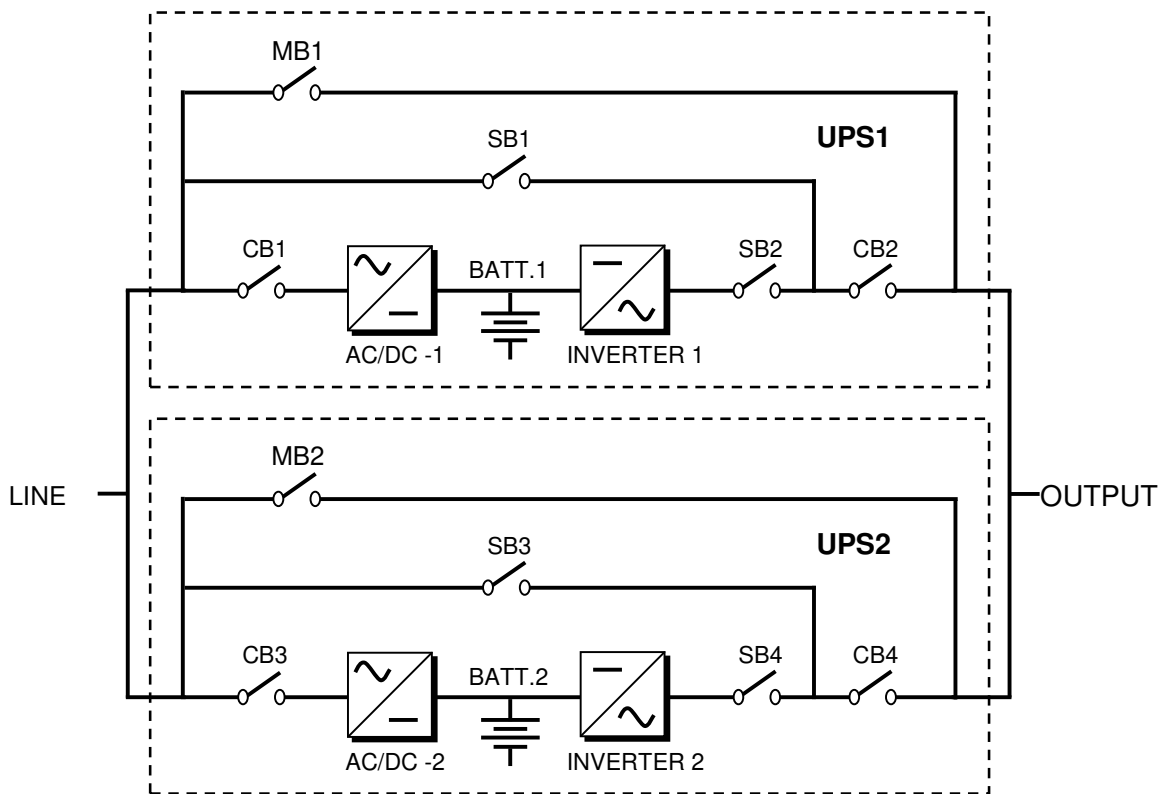 MB1
SB1
UPS1
CB1
BATT.1
SB2
CB2
AC/DC -1
INVERTER 1
MB2
LINE
OUTPUT
SB3
UPS2
CB3
BATT.2
SB4
CB4
AC/DC -2
INVERTER 2